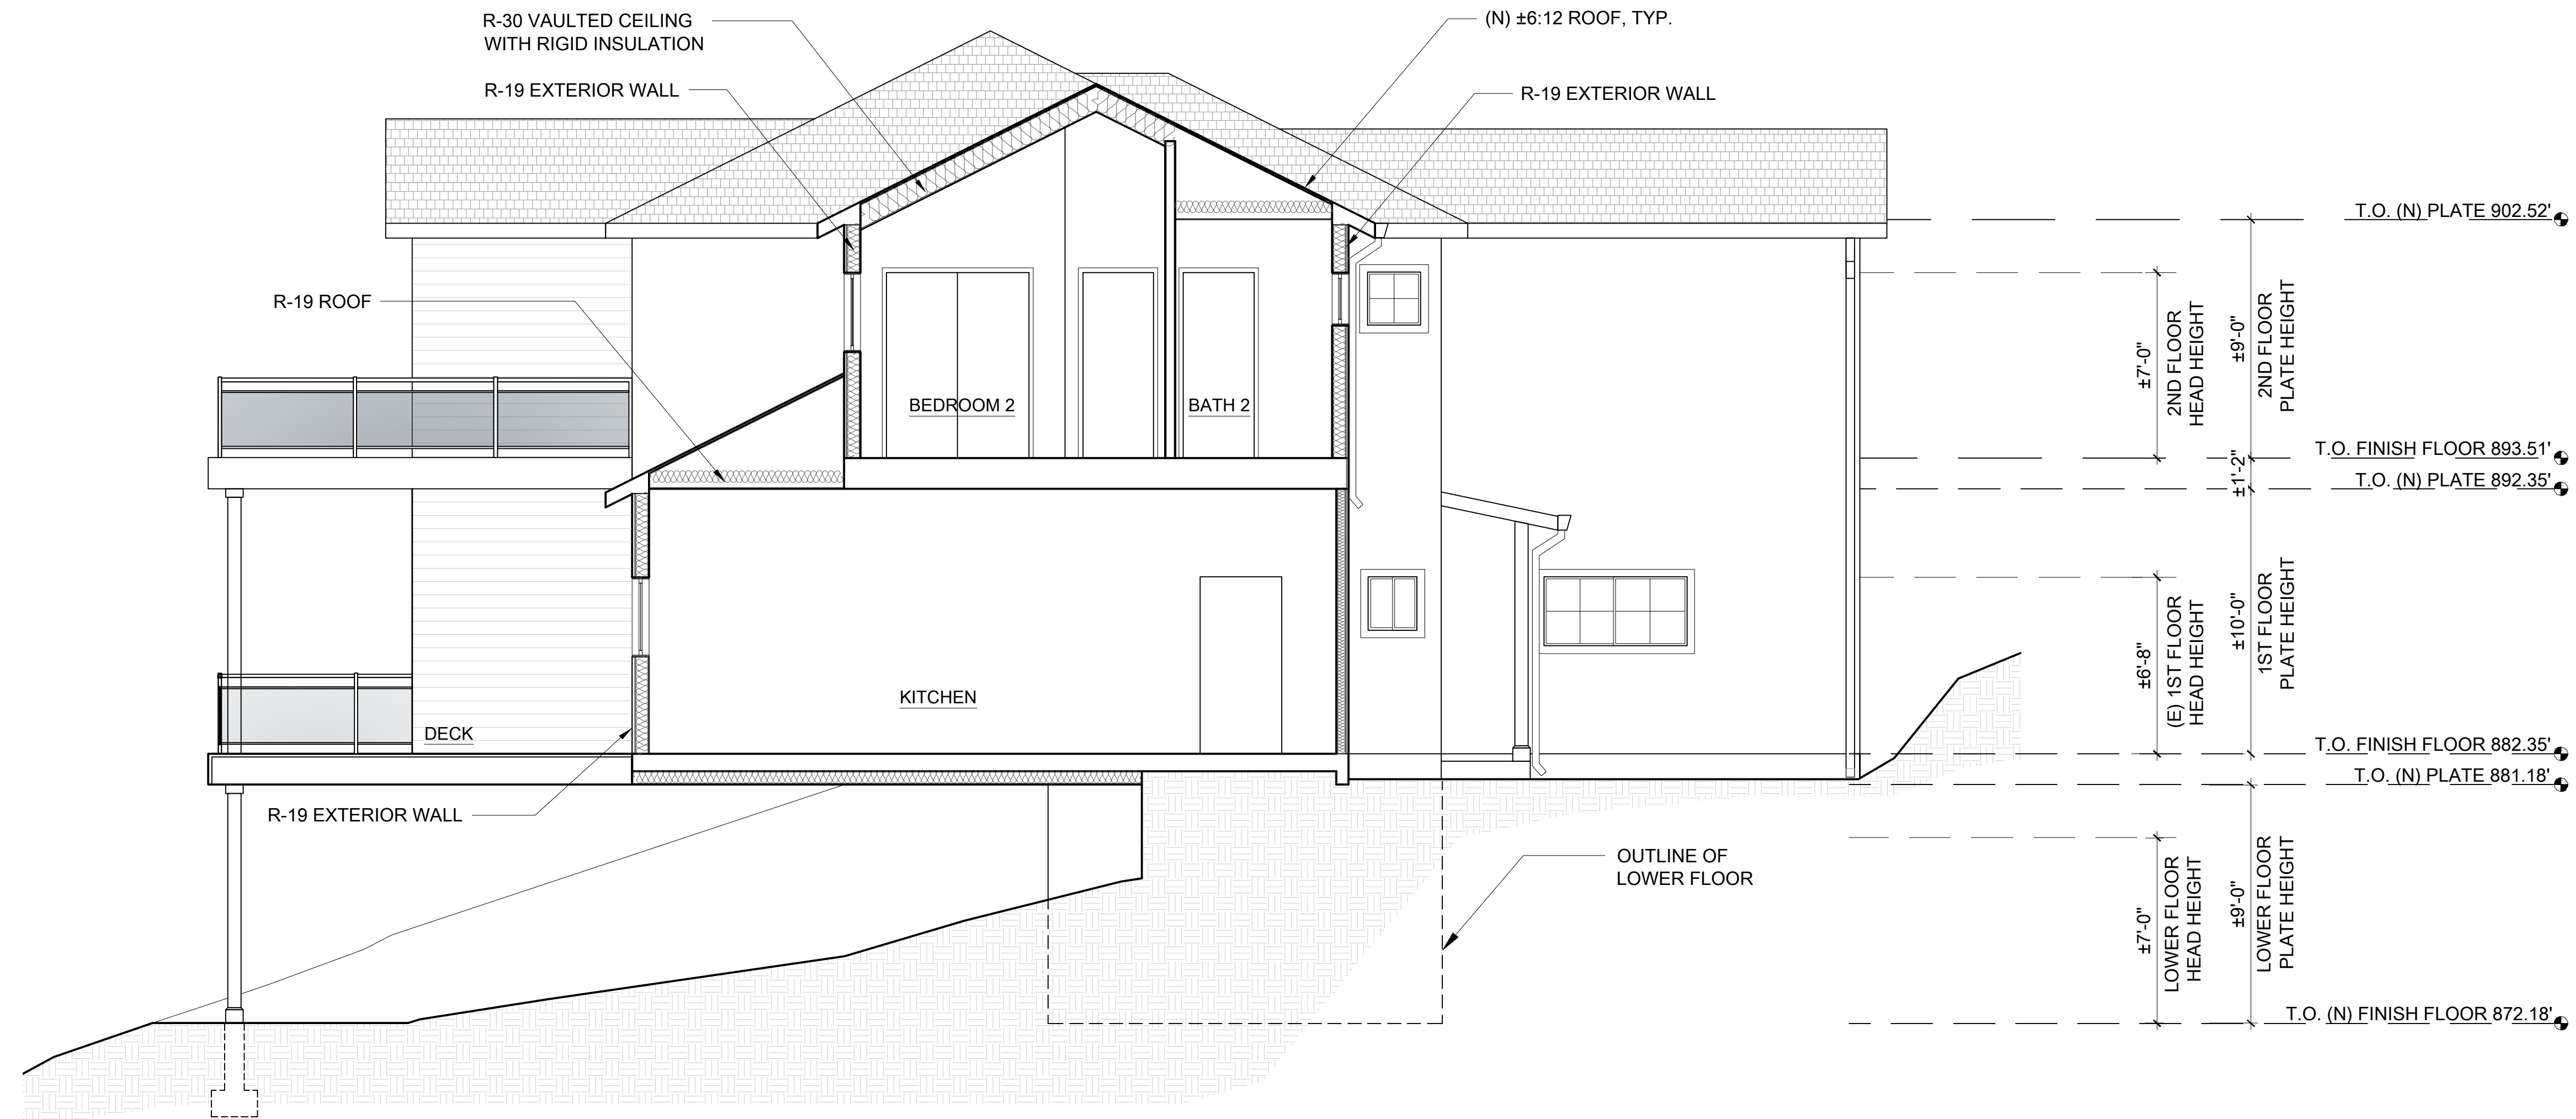 R-30 VAULTED CEILING
WITH RIGID INSULATION
(N) ±6:12 ROOF, TYP.
R-19 EXTERIOR WALL
R-19 EXTERIOR WALL
T.O. (N) PLATE 902.52'
R-19 ROOF
±7'-0"
2ND FLOOR
HEAD HEIGHT
±9'-0"
2ND FLOOR
PLATE HEIGHT
BEDROOM 2
BATH 2
T.O. FINISH FLOOR 893.51'
±1'-2"
T.O. (N) PLATE 892.35'
±6'-8"
(E) 1ST FLOOR
HEAD HEIGHT
±10'-0"
1ST FLOOR
PLATE HEIGHT
KITCHEN
DECK
T.O. FINISH FLOOR 882.35'
T.O. (N) PLATE 881.18'
R-19 EXTERIOR WALL
OUTLINE OF
LOWER FLOOR
±7'-0"
LOWER FLOOR
HEAD HEIGHT
±9'-0"
LOWER FLOOR
PLATE HEIGHT
T.O. (N) FINISH FLOOR 872.18'